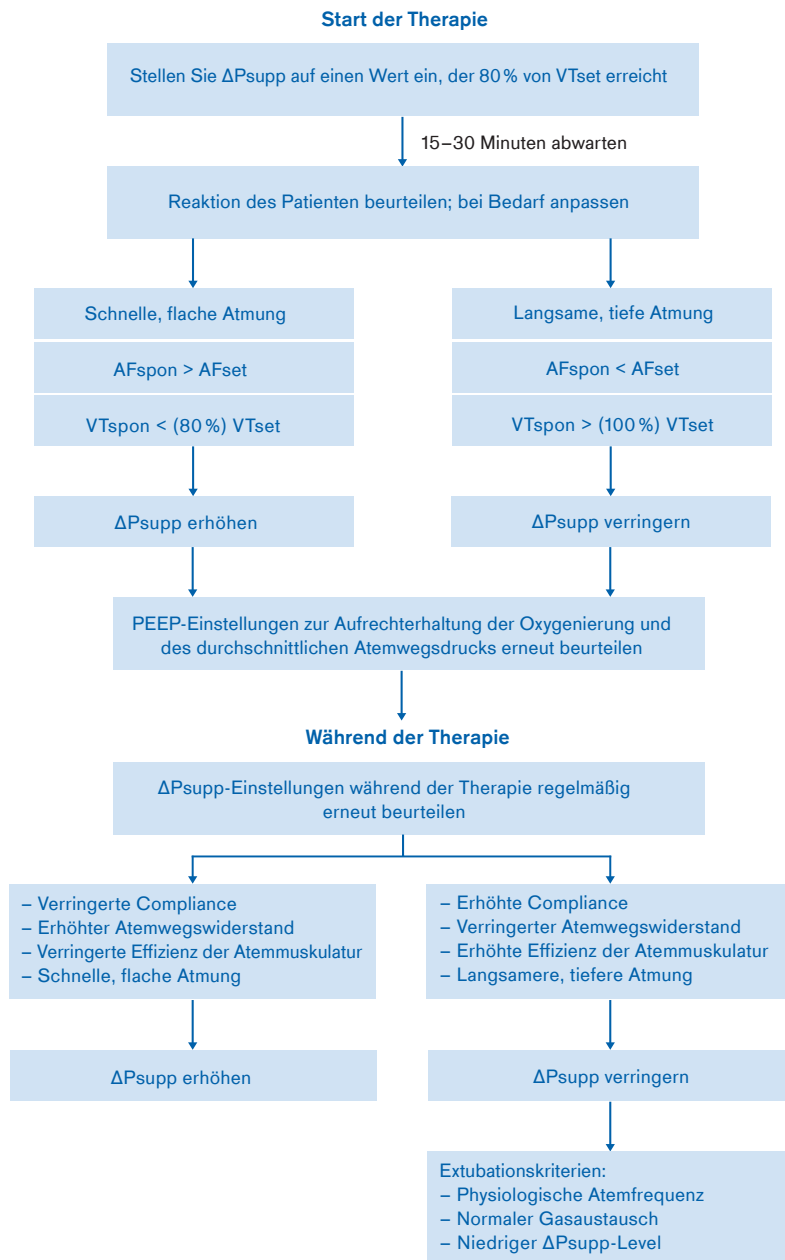 Start der Therapie
Stellen Sie ΔPsupp auf einen Wert ein, der 80 % von VTset erreicht
15–30 Minuten abwarten
Reaktion des Patienten beurteilen; bei Bedarf anpassen
Schnelle, flache Atmung
AFspon > AFset
VTspon < (80 %) VTset
ΔPsupp erhöhen
Langsame, tiefe Atmung
AFspon < AFset
VTspon > (100 %) VTset
ΔPsupp verringern
PEEP-Einstellungen zur Aufrechterhaltung der Oxygenierung und
des durchschnittlichen Atemwegsdrucks erneut beurteilen
Während der Therapie
ΔPsupp-Einstellungen während der Therapie regelmäßig
erneut beurteilen
– Verringerte Compliance
– Erhöhter Atemwegswiderstand
– Verringerte Effizienz der Atemmuskulatur
– Schnelle, flache Atmung
ΔPsupp erhöhen
– Erhöhte Compliance
– Verringerter Atemwegswiderstand
– Erhöhte Effizienz der Atemmuskulatur
– Langsamere, tiefere Atmung
ΔPsupp verringern
Extubationskriterien:
– Physiologische Atemfrequenz
– Normaler Gasaustausch
– Niedriger ΔPsupp-Level